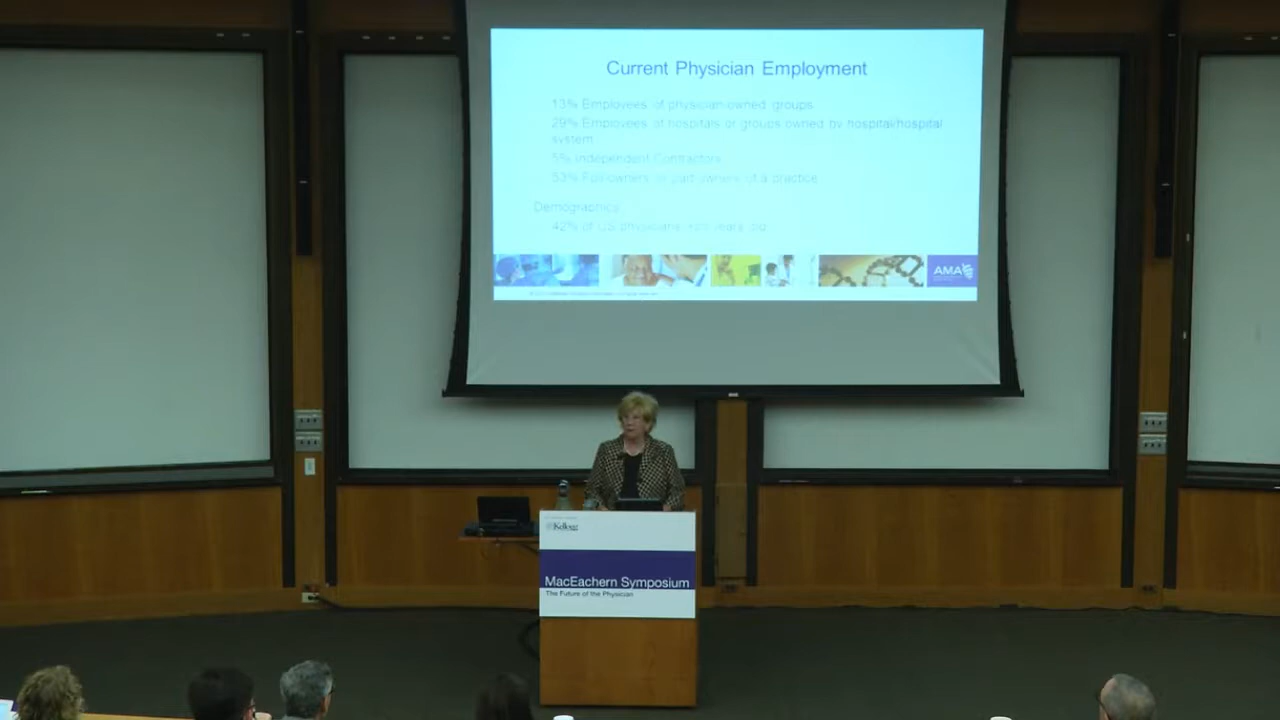 Current Physician Employment
13% Employees of physician-owned groups
29% Employees of hospitals or groups owned by hospital/hospital
system
5% Independent Contractors
53% Full owners or part owners of a practice
Demographics
42% of US physicians old
AMA
Kellogg
MacEachern Symposium
The Future of the Physician